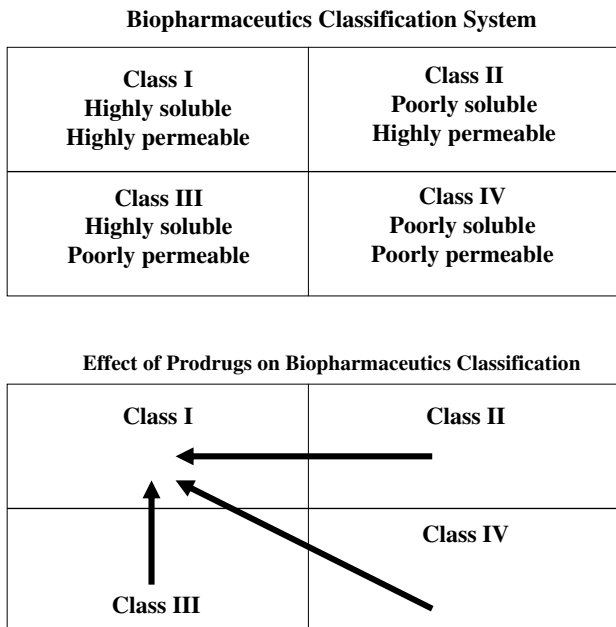 Biopharmaceutics Classification System
Class I
Highly soluble
Highly permeable
Class II
Poorly soluble
Highly permeable
Class III
Highly soluble
Poorly permeable
Class IV
Poorly soluble
Poorly permeable
Effect of Prodrugs on Biopharmaceutics Classification
Class I
Class II
Class III
Class IV